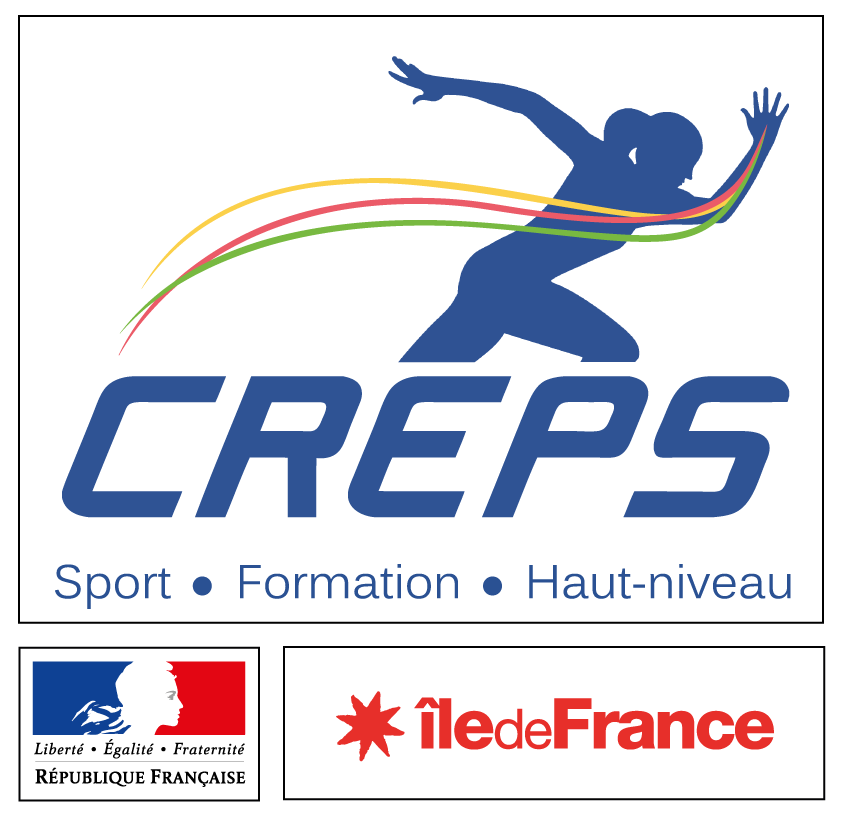 CREPS
Sport • Formation • Haut-niveau
Liberté • Égalité • Fraternité
RÉPUBLIQUE FRANÇAISE
îledeFrance